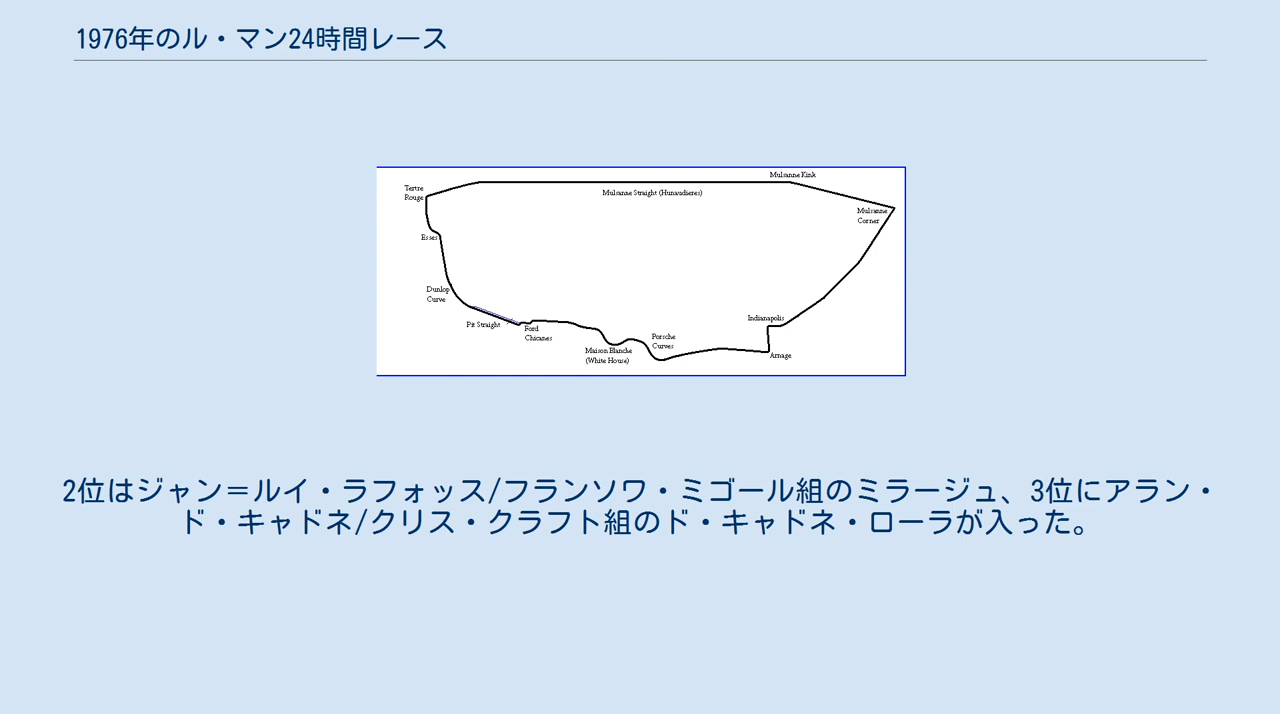 1976年のル・マン24時間レース
Mulsanne Kink
Tertre
Rouge
Mulsanne Straight (Hunaudieres)
Mulsanne
Corner
Esses
Dunlop
Curve
Indianapolis
Pit Straight
Ford
Chicanes
Porsche
Curves
Maison Blanche
(White House)
Arnage
2位はジャン＝ルイ・ラフォッス/フランソワ・ミゴール組のミラージュ、3位にアラン・
ド・キャドネ/クリス・クラフト組のド・キャドネ・ローラが入った。